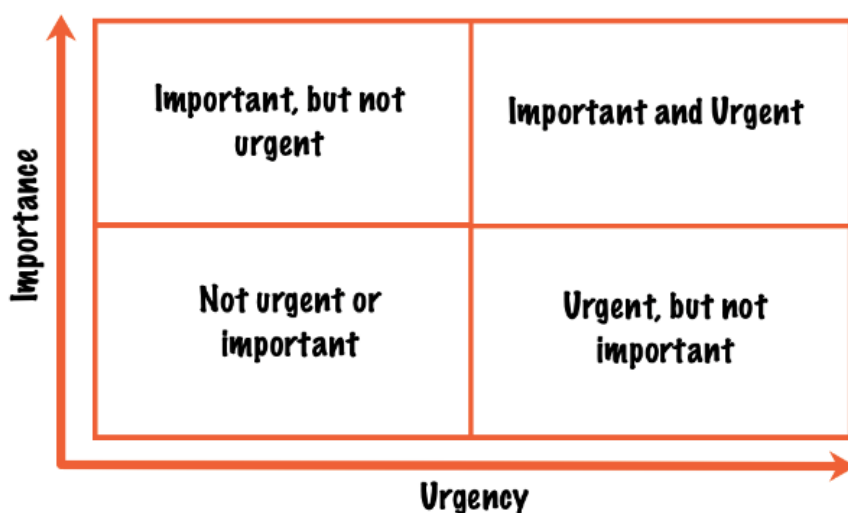 Important, but not
urgent
Important and Urgent
Importance
Not urgent or
important
Urgent, but not
important
Urgency